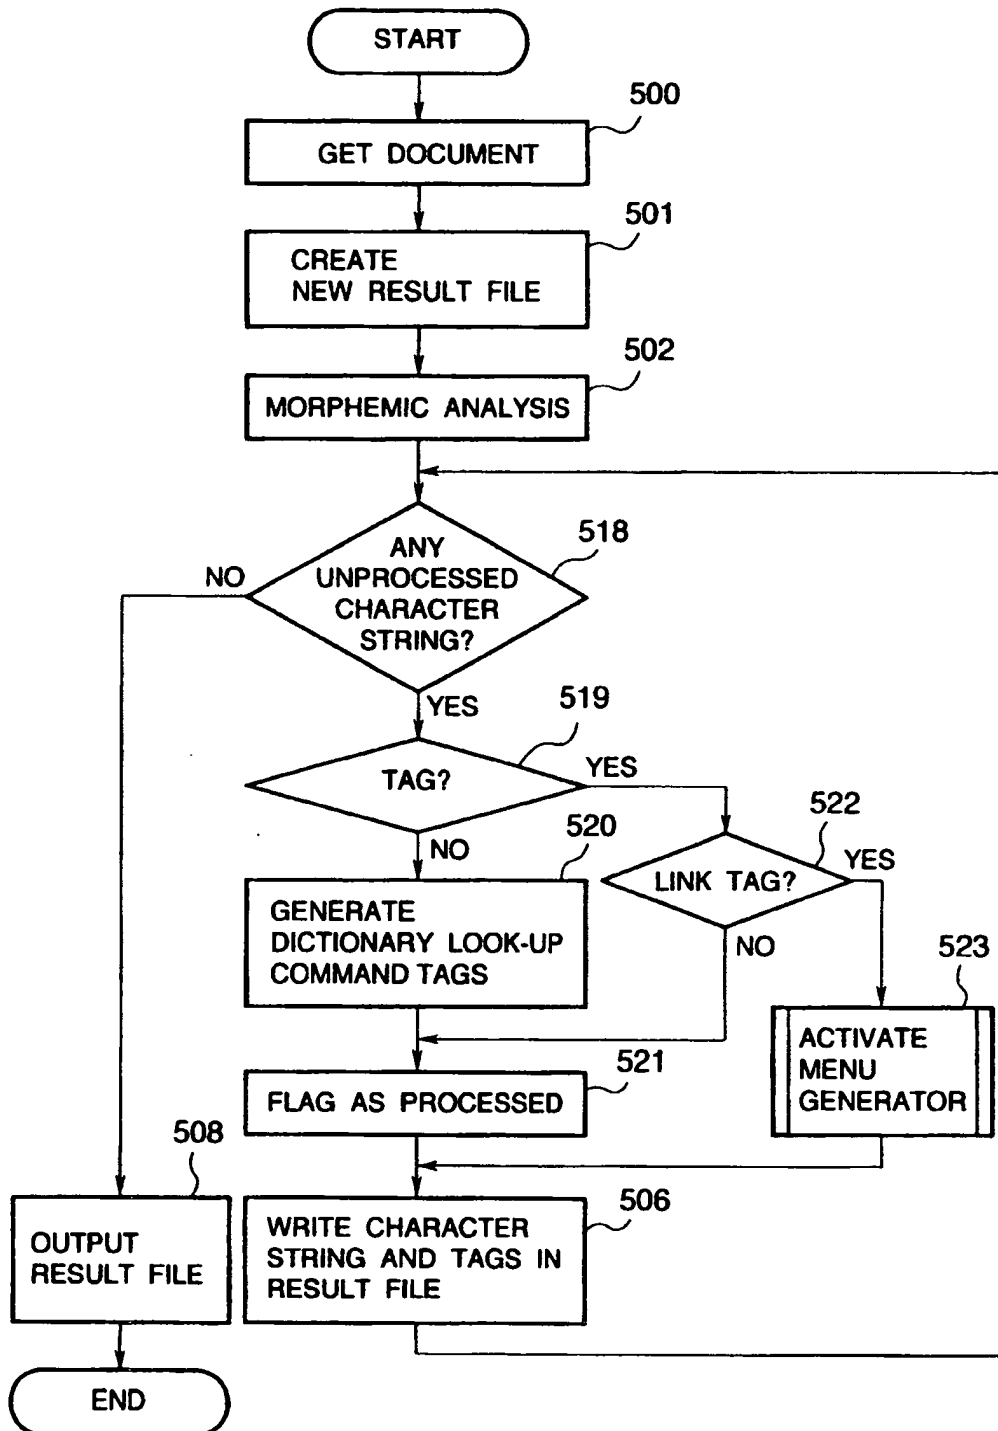 START
500
GET DOCUMENT
501
CREATE
NEW RESULT FILE
502
MORPHEMIC ANALYSIS
518
ANY
UNPROCESSED
CHARACTER
STRING?
NO
YES
519
TAG?
YES
522
LINK TAG?
YES
NO
520
GENERATE
DICTIONARY LOOK-UP
COMMAND TAGS
NO
523
ACTIVATE
MENU
GENERATOR
521
FLAG AS PROCESSED
508
OUTPUT
RESULT FILE
506
WRITE CHARACTER
STRING AND TAGS IN
RESULT FILE
END